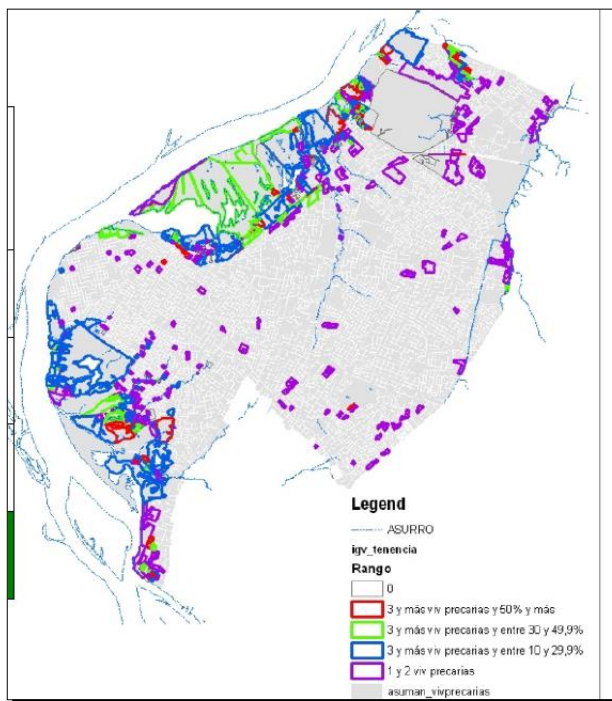 Legend
ASURRO
igv_tenencia
Rango
0
3 y más viv precarias y 50% y más
3 y más viv precarias y entre 30 y 49,9%
3 y más viv precarias y entre 10 y 29,9%
1 y 2 viv precarias
asuman_vivprecarias